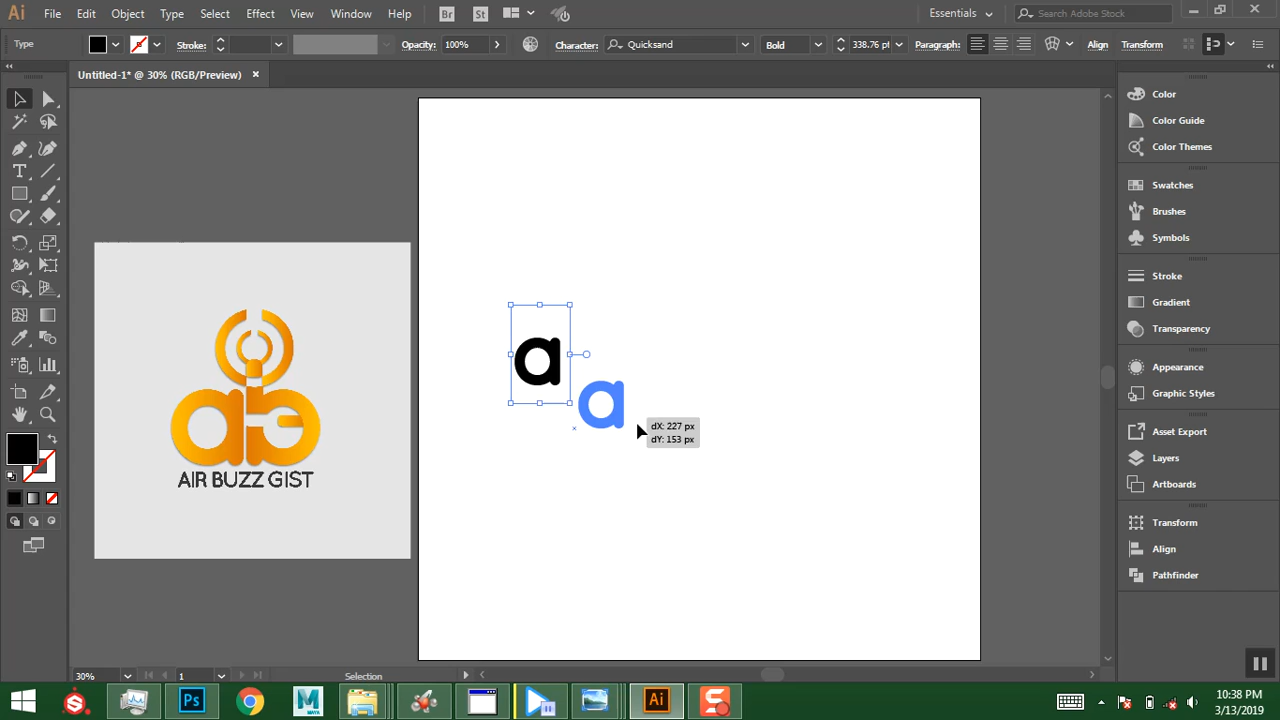 Ai File Edit Object Type Select Effect View Window Help Br St Essentials Search Adobe Stock
Type Stroke: Opacity: 100% Character: Quicksand Bold 338.76 pt Paragraph: Align Transform
Untitled-1* @ 30% (RGB/Preview)
Color
Color Guide
Color Themes
Swatches
Brushes
Symbols
Stroke
Gradient
Transparency
Appearance
Graphic Styles
Asset Export
Layers
Artboards
Transform
Align
Pathfinder
a
a
dX: 227 px
dY: 153 px
AIR BUZZ GIST
30% 1 Selection
Ps MAYA Ai S
10:38 PM
3/13/2019